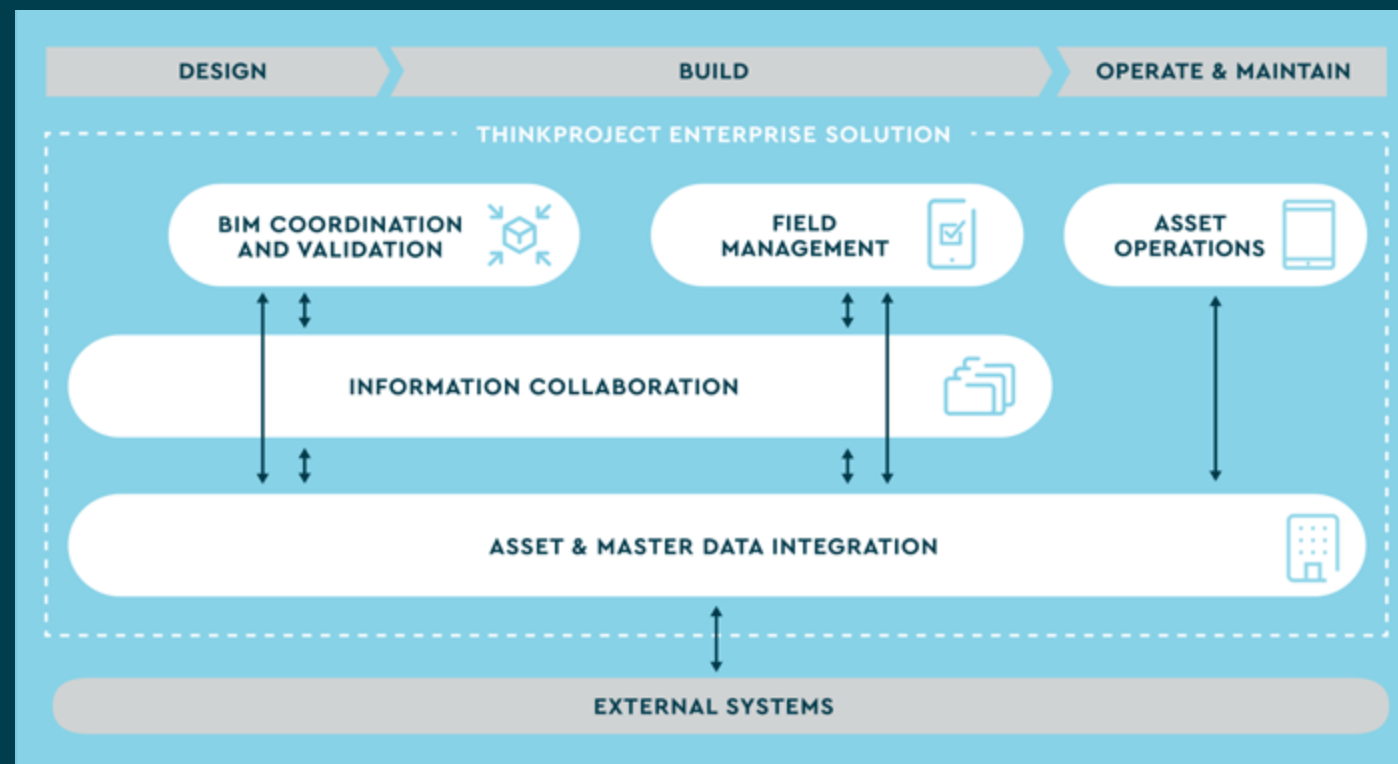 DESIGN
BUILD
OPERATE & MAINTAIN
THINKPROJECT ENTERPRISE SOLUTION
BIM COORDINATION
AND VALIDATION
FIELD
MANAGEMENT
ASSET
OPERATIONS
INFORMATION COLLABORATION
ASSET & MASTER DATA INTEGRATION
EXTERNAL SYSTEMS